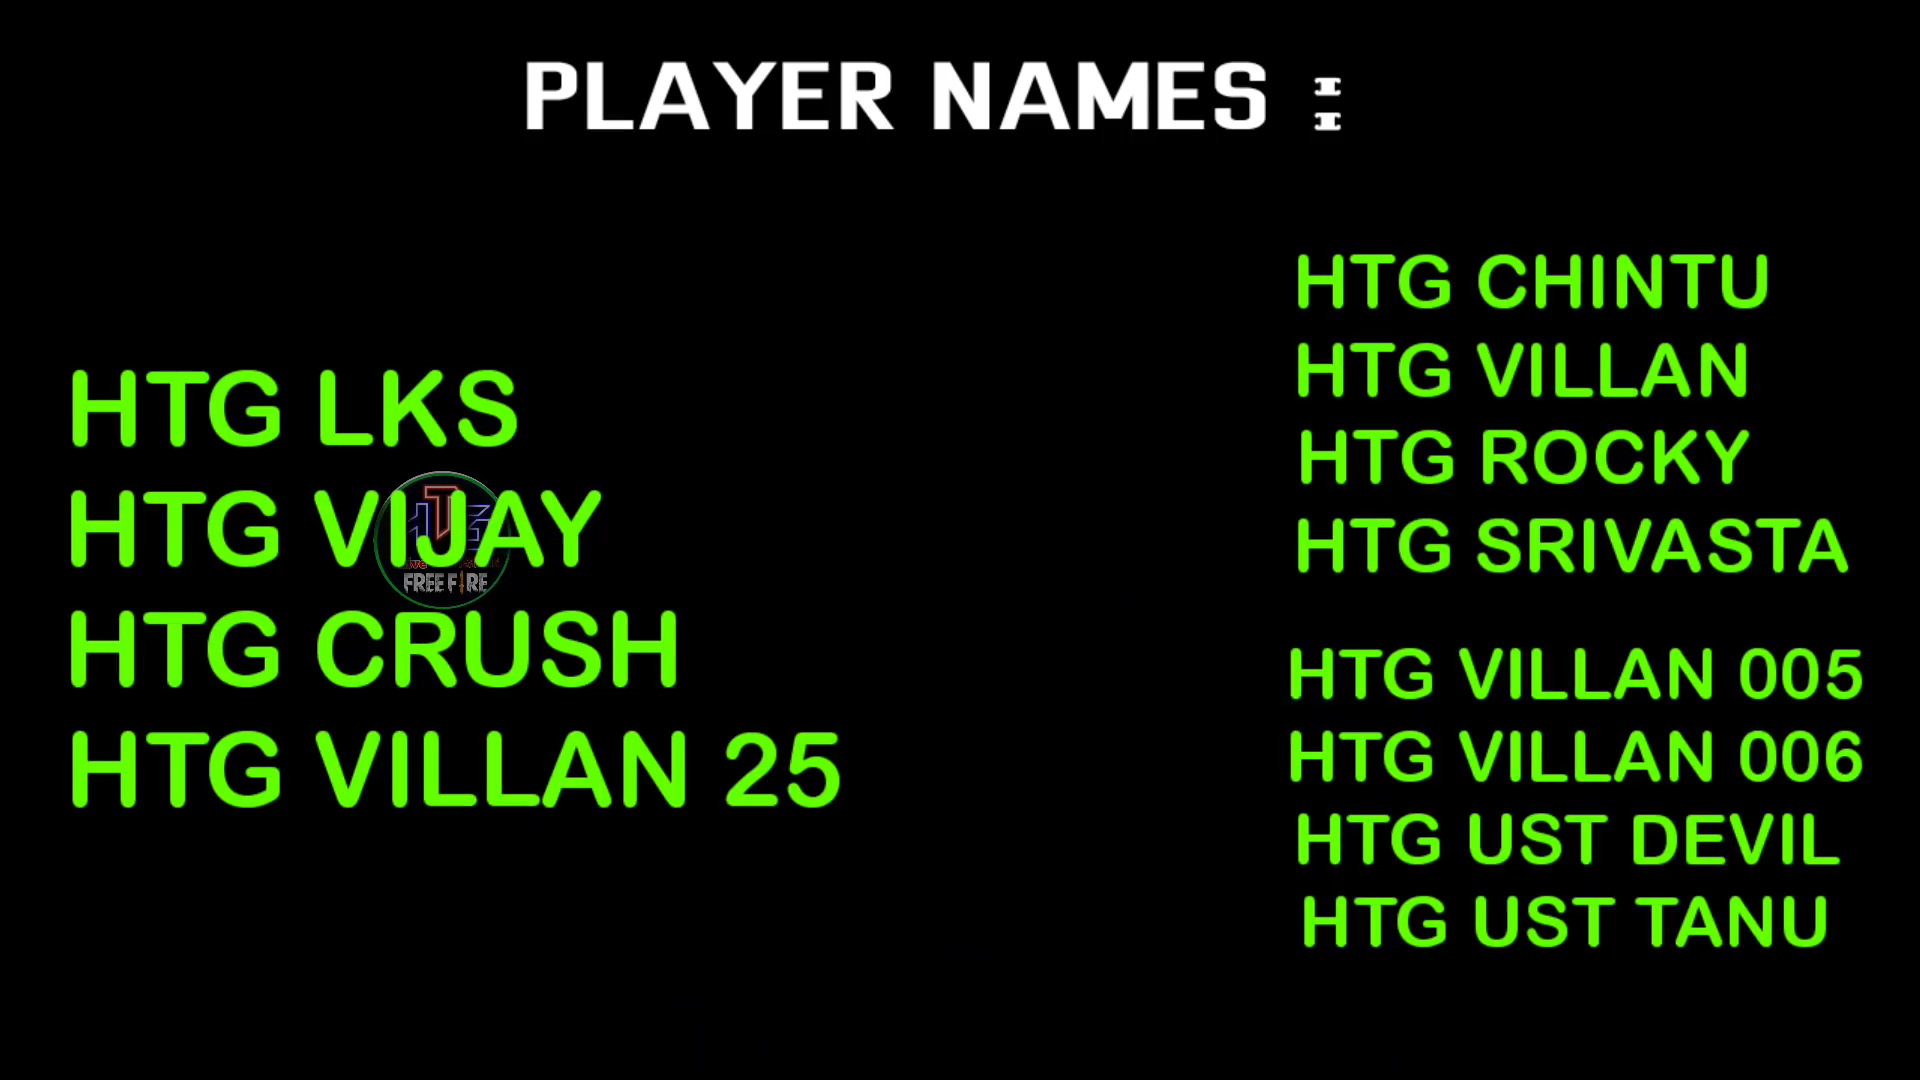 PLAYER NAMES :
HTG LKS
HTG VIJAY
HTG CRUSH
HTG VILLAN 25
HTG
FREE FIRE
HTG CHINTU
HTG VILLAN
HTG ROCKY
HTG SRIVASTA
HTG VILLAN 005
HTG VILLAN 006
HTG UST DEVIL
HTG UST TANU